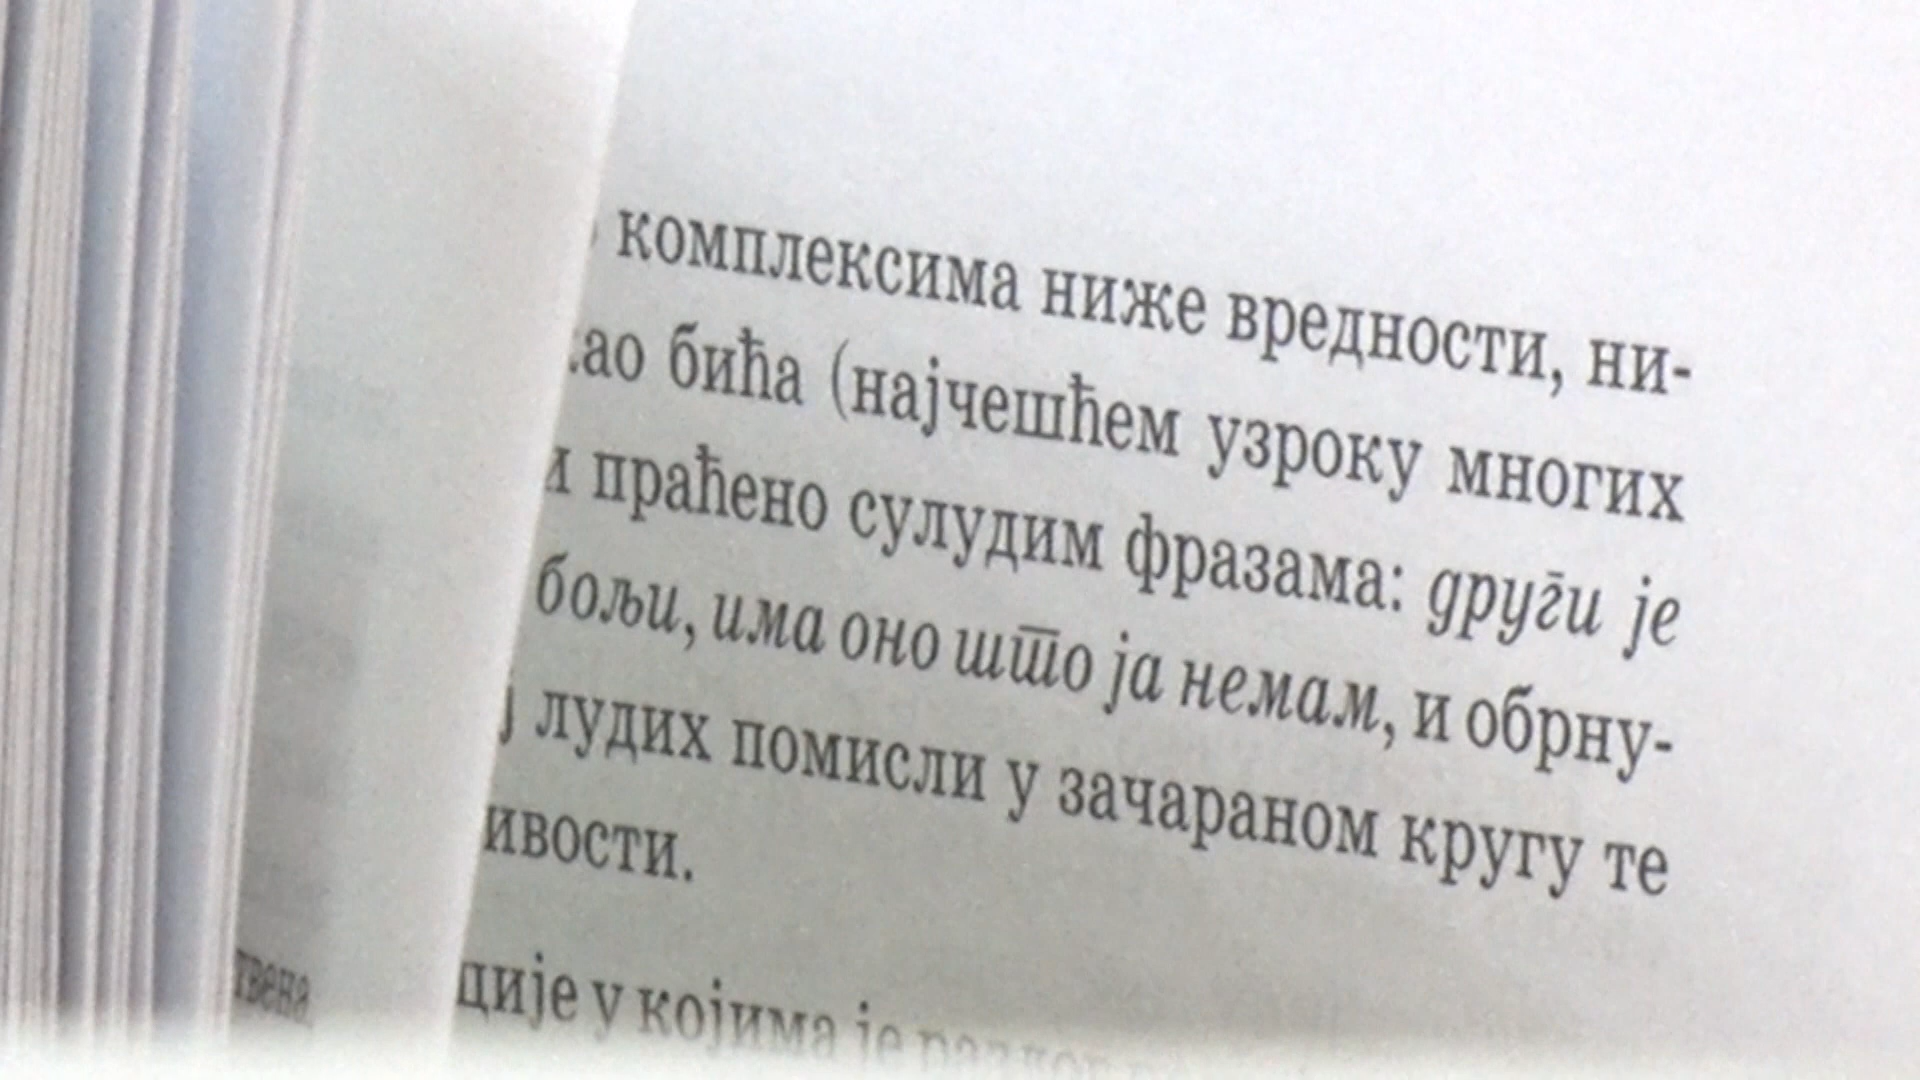 комплексима ниже вредности, ни-
бића (најчешћем узроку многих
и праћено сулудим фразама: други је
бољи, има оно што ја немам, и обрну-
лудих помисли у зачараном кругу те
ивости.
ције у којима је